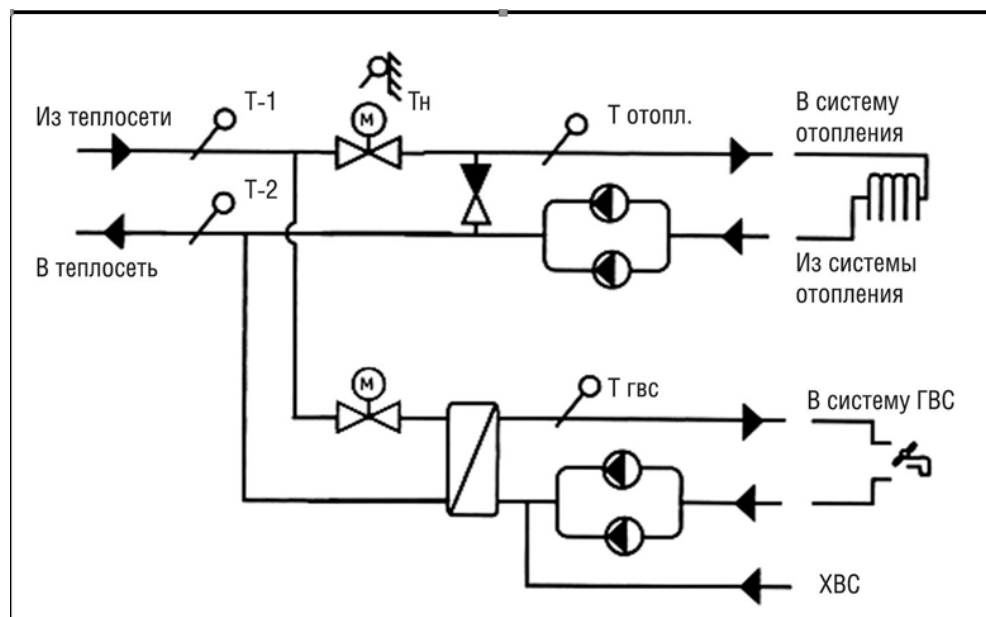 Тн
Т-1
Из теплосети
М
Т отопл.
В систему
отопления
Т-2
В теплосеть
Из системы
отопления
М
Т гвс
В систему ГВС
ХВС